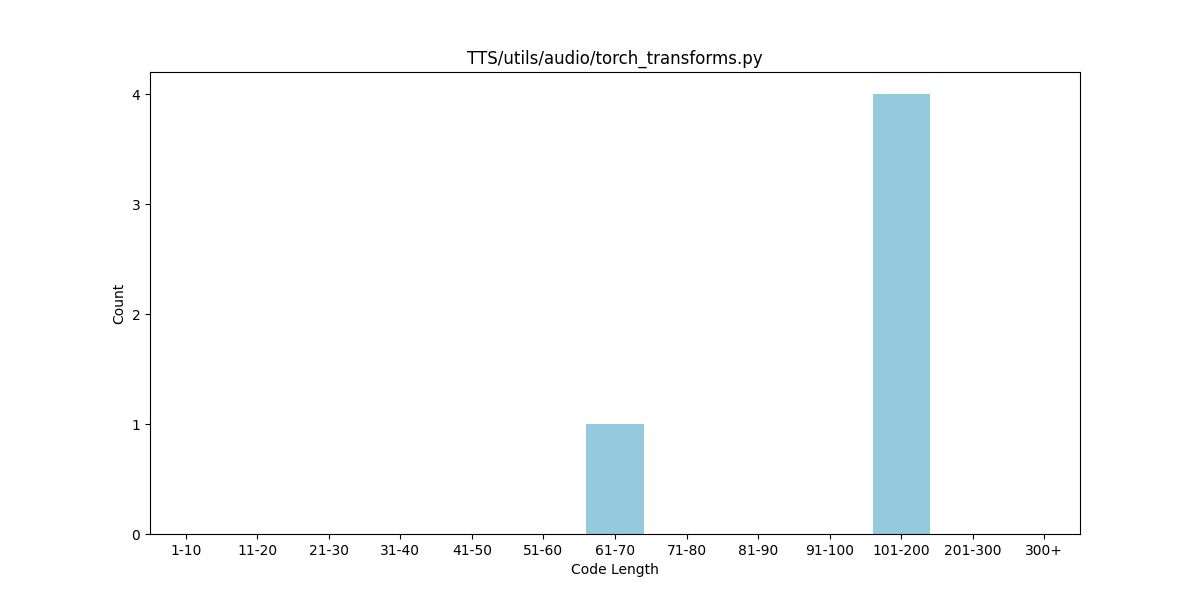 TTS/utils/audio/torch_transforms.py
4
3
2
1
0
Count
1-10 11-20 21-30 31-40 41-50 51-60 61-70 71-80 81-90 91-100 101-200 201-300 300+
Code Length